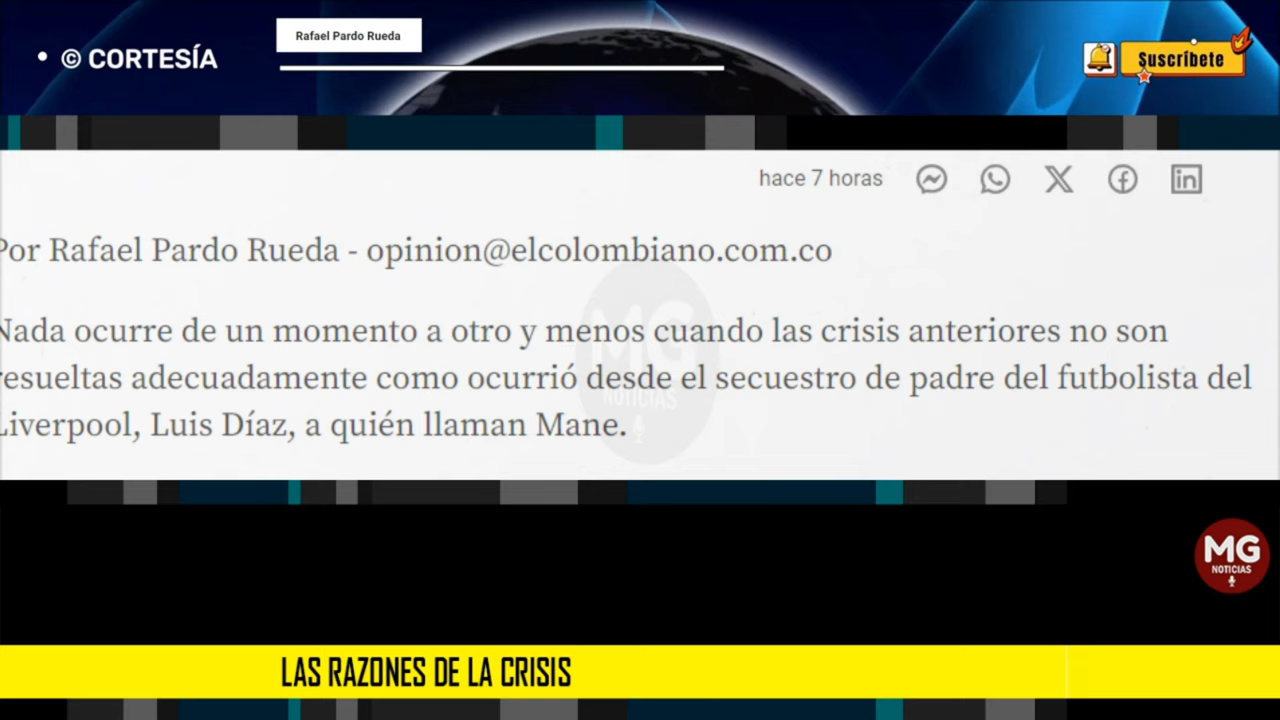 Rafael Pardo Rueda
• © CORTESÍA
Suscríbete
hace 7 horas
Por Rafael Pardo Rueda - opinion@elcolombiano.com.co
Nada ocurre de un momento a otro y menos cuando las crisis anteriores no son
resueltas adecuadamente como ocurrió desde el secuestro de padre del futbolista del
Liverpool, Luis Díaz, a quién llaman Mane.
MG
NOTICIAS
MG
NOTICIAS
LAS RAZONES DE LA CRISIS